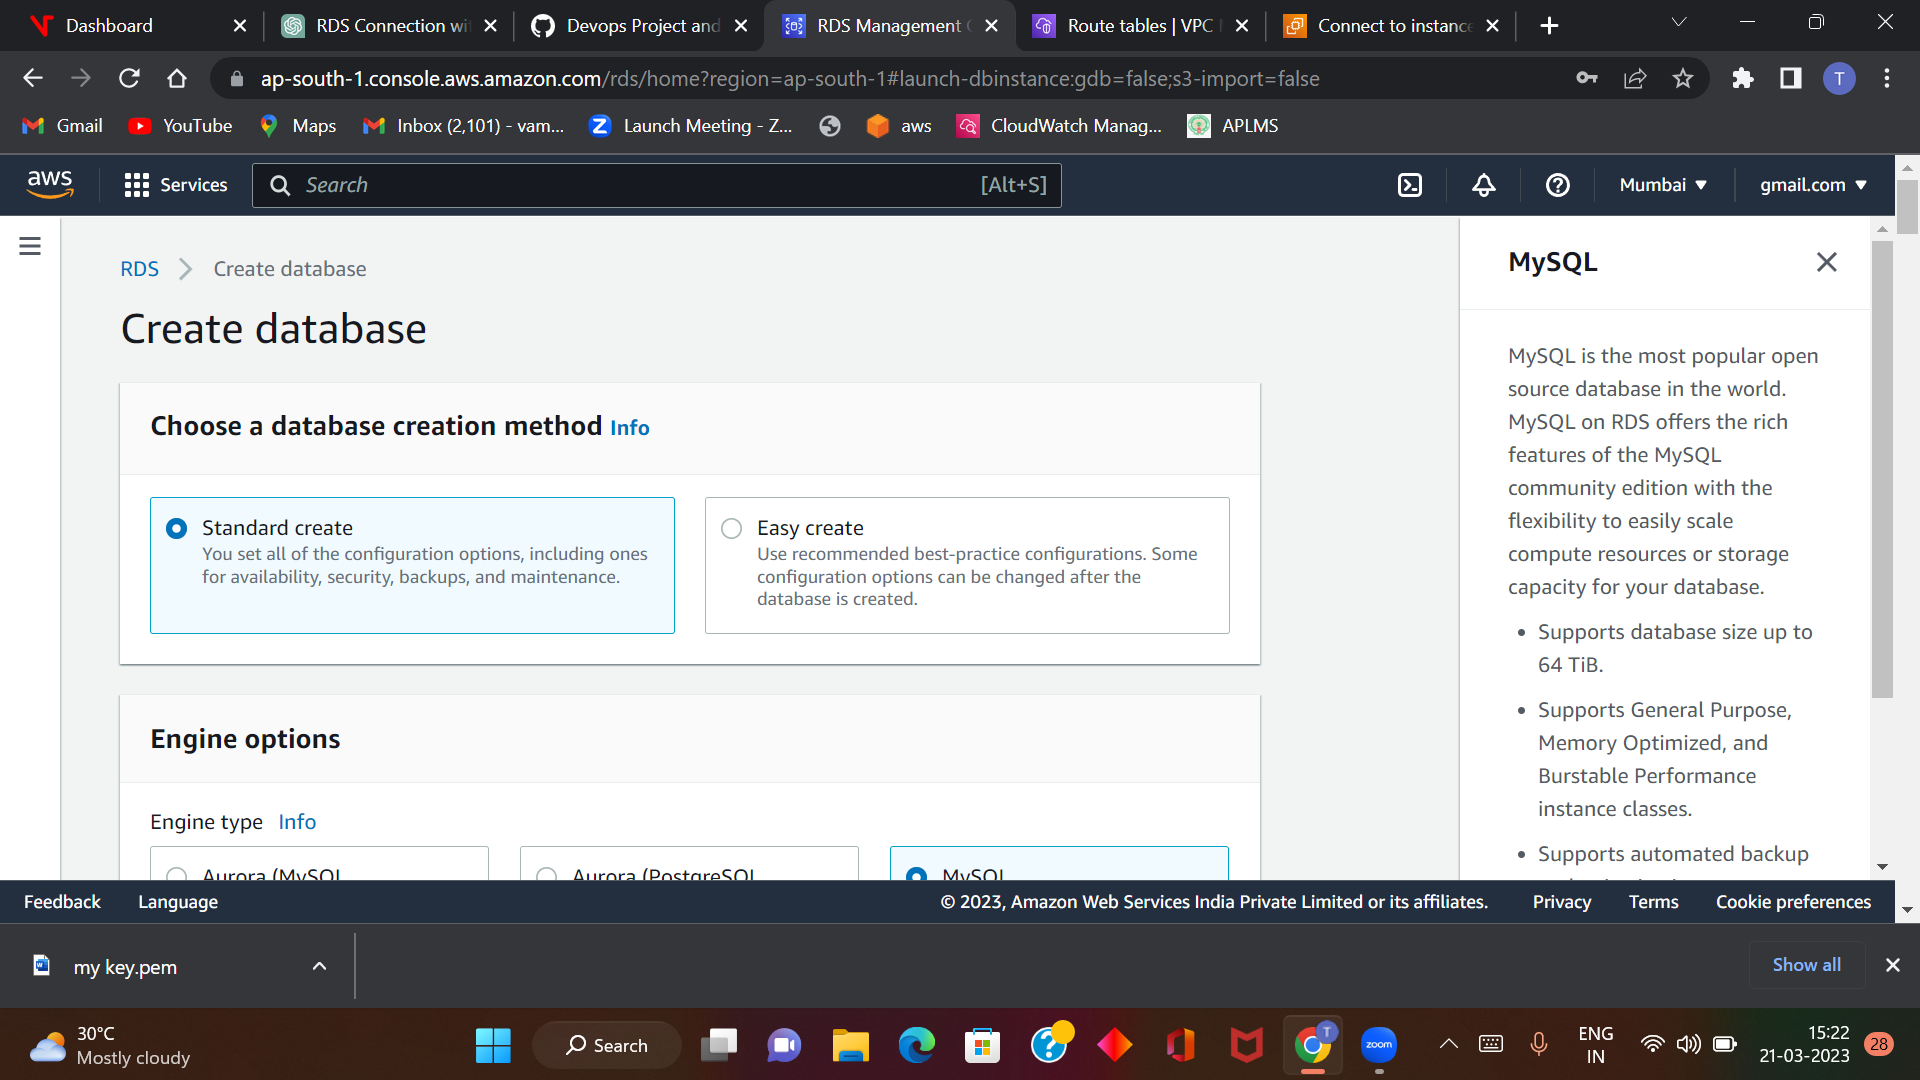 Dashboard
RDS Connection wi
Devops Project and
RDS Management
Route tables | VPC
Connect to instance
ap-south-1.console.aws.amazon.com/rds/home?region=ap-south-1#launch-dbinstance:gdb=false;s3-import=false
T
Gmail
YouTube
Maps
Inbox (2,101) - vam...
Launch Meeting - Z...
aws
CloudWatch Manag...
APLMS
aws
Services
Search
[Alt+S]
Mumbai
gmail.com
RDS
Create database
Create database
Choose a database creation method Info
Standard create
You set all of the configuration options, including ones
for availability, security, backups, and maintenance.
Easy create
Use recommended best-practice configurations. Some
configuration options can be changed after the
database is created.
Engine options
Engine type Info
Aurora (MySQL
Aurora (PostgreSQL
MySQL
MySQL
MySQL is the most popular open
source database in the world.
MySQL on RDS offers the rich
features of the MySQL
community edition with the
flexibility to easily scale
compute resources or storage
capacity for your database.
• Supports database size up to
64 TiB.
• Supports General Purpose,
Memory Optimized, and
Burstable Performance
instance classes.
• Supports automated backup
Feedback
Language
© 2023, Amazon Web Services India Private Limited or its affiliates.
Privacy
Terms
Cookie preferences
my key.pem
Show all
30°C
Mostly cloudy
Search
T
zoom
ENG
IN
15:22
21-03-2023
28